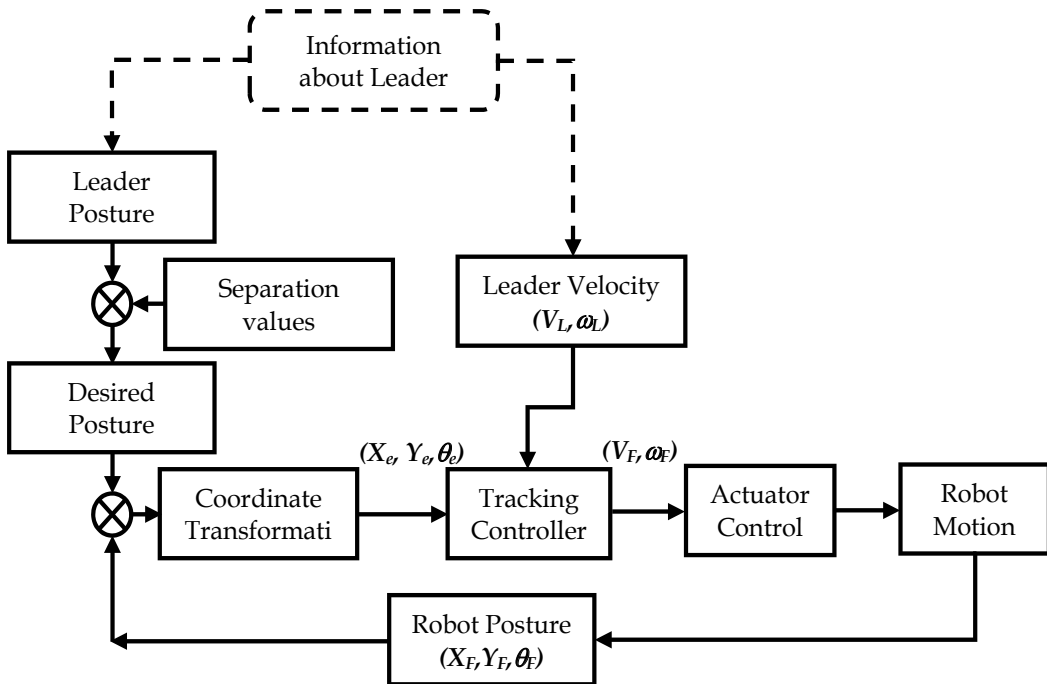 Information
about Leader
Leader
Posture
Separation
values
Leader Velocity
(V_L, ω_L)
Desired
Posture
(X_e, Y_e, θ_e)
(V_F, ω_F)
Coordinate
Transformati
Tracking
Controller
Actuator
Control
Robot
Motion
Robot Posture
(X_F, Y_F, θ_F)